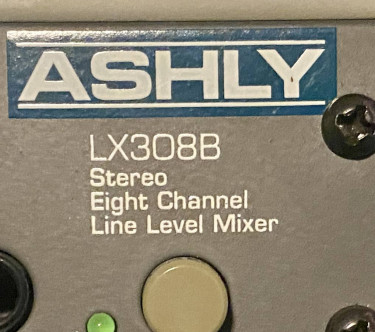 ASHLY
LX308B
Stereo
Eight Channel
Line Level Mixer